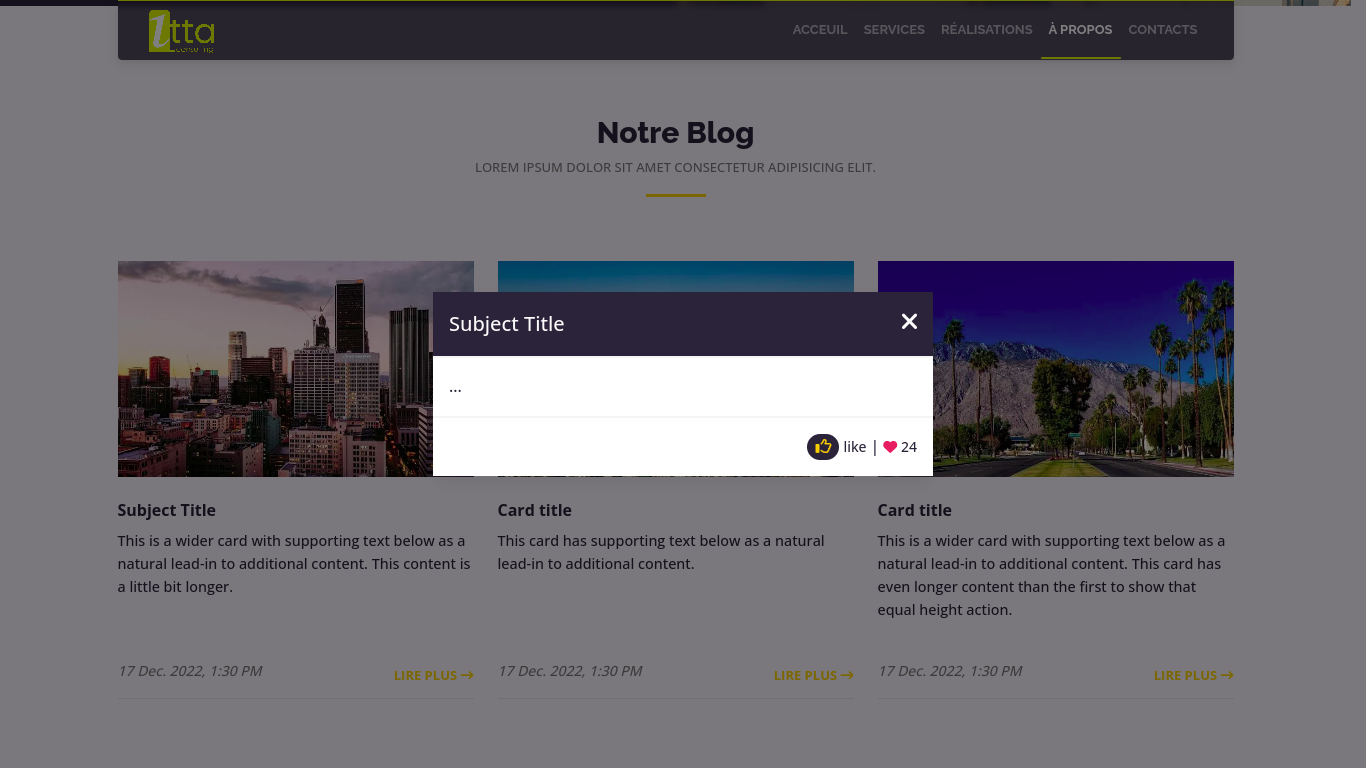 itta
consulting
ACCEUIL SERVICES RÉALISATIONS À PROPOS CONTACTS
Notre Blog
LOREM IPSUM DOLOR SIT AMET CONSECTETUR ADIPISICING ELIT.
Subject Title
...
like | 24
Subject Title
This is a wider card with supporting text below as a
natural lead-in to additional content. This content is
a little bit longer.
17 Dec. 2022, 1:30 PM
LIRE PLUS →
Card title
This card has supporting text below as a natural
lead-in to additional content.
17 Dec. 2022, 1:30 PM
LIRE PLUS →
Card title
This is a wider card with supporting text below as a
natural lead-in to additional content. This card has
even longer content than the first to show that
equal height action.
17 Dec. 2022, 1:30 PM
LIRE PLUS →